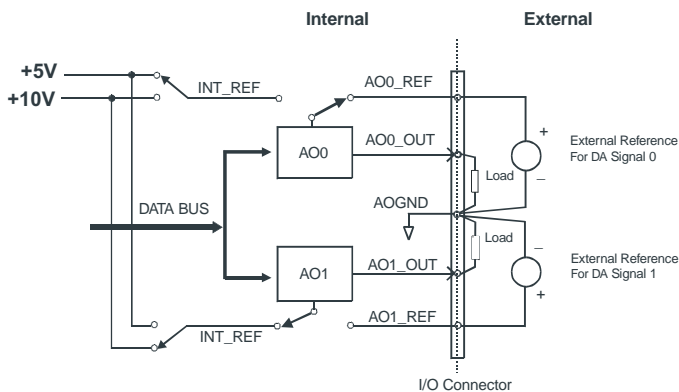 Internal
External
+5V
+10V
INT_REF
AO0_REF
AO0
AO0_OUT
Load
+
_
External Reference
For DA Signal 0
DATA BUS
AOGND
AO1
AO1_OUT
Load
_
+
External Reference
For DA Signal 1
INT_REF
AO1_REF
I/O Connector